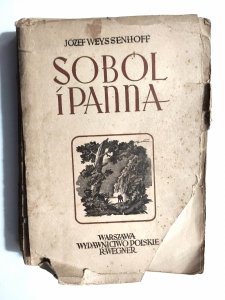 JÓZEF WEYSSENHOFF
SOBÓL
I PANNA
WARSZAWA
WYDAWNICTWO POLSKIE
R. WEGNER